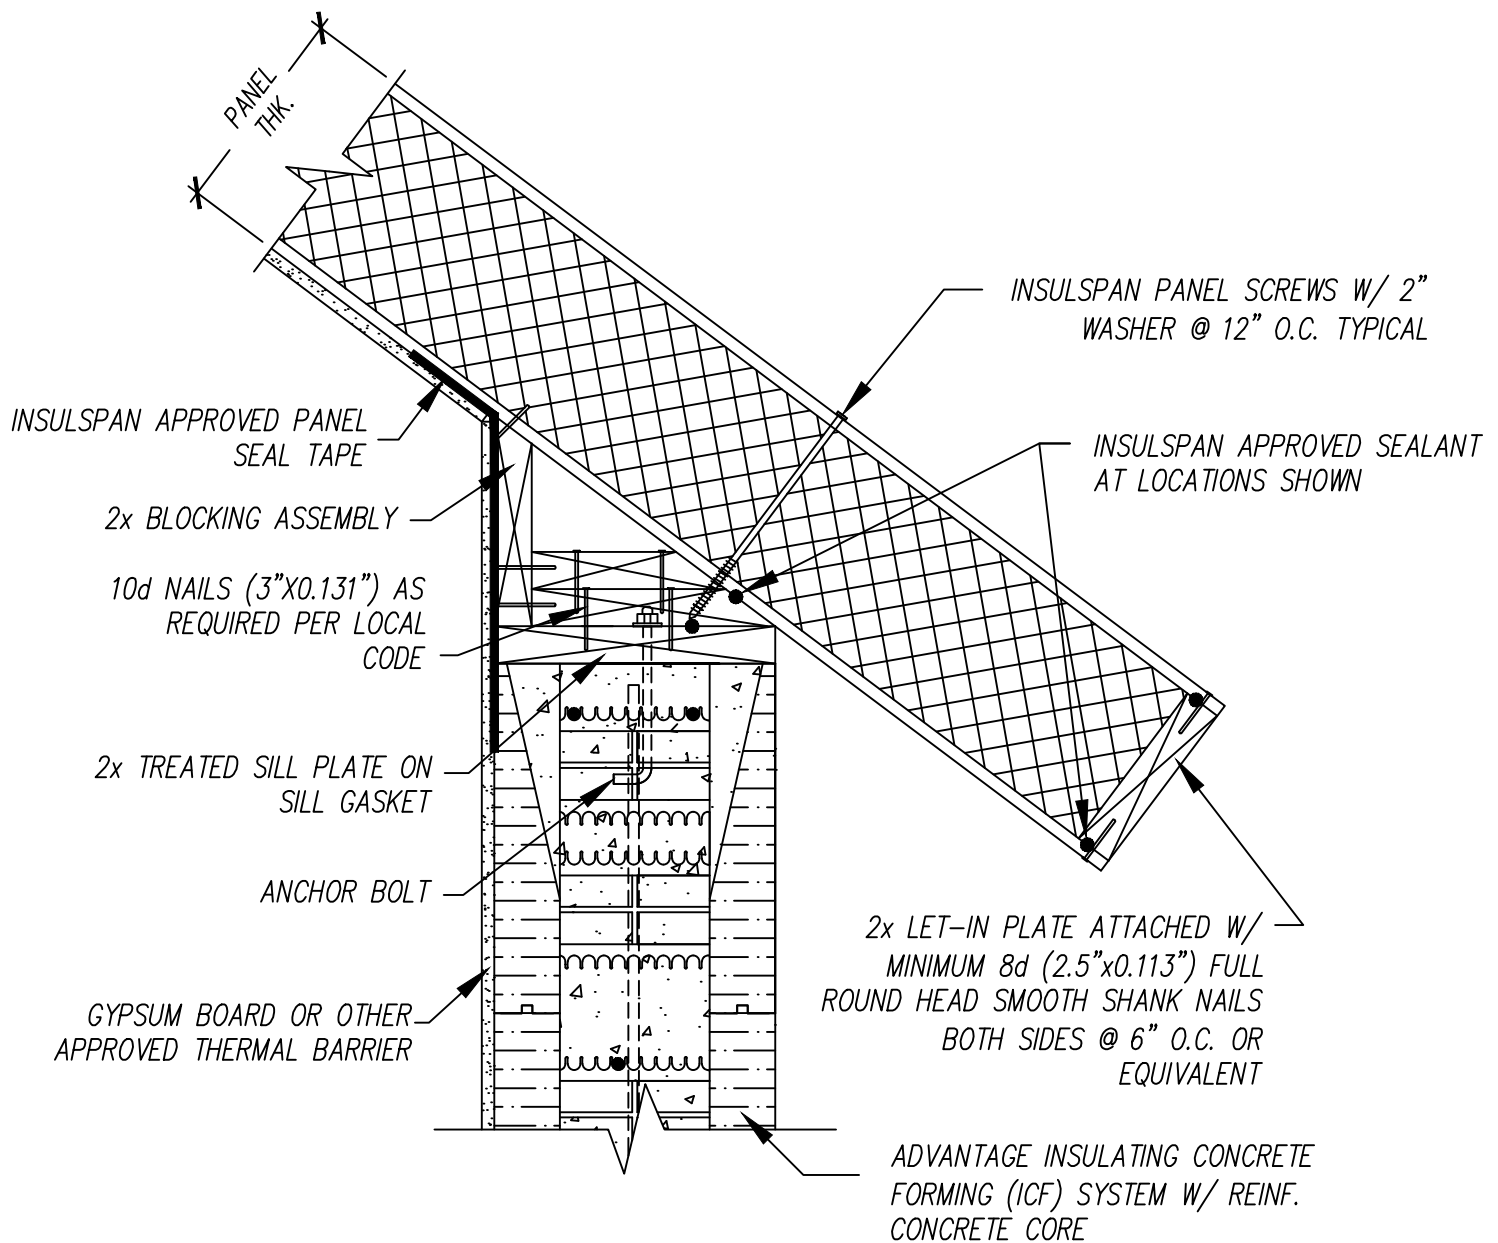 PANEL
THK.
INSULSPAN PANEL SCREWS W/ 2"
WASHER @ 12" O.C. TYPICAL
INSULSPAN APPROVED PANEL
SEAL TAPE
INSULSPAN APPROVED SEALANT
AT LOCATIONS SHOWN
2x BLOCKING ASSEMBLY
10d NAILS (3"X0.131") AS
REQUIRED PER LOCAL
CODE
2x TREATED SILL PLATE ON
SILL GASKET
ANCHOR BOLT
2x LET-IN PLATE ATTACHED W/
MINIMUM 8d (2.5"x0.113") FULL
ROUND HEAD SMOOTH SHANK NAILS
BOTH SIDES @ 6" O.C. OR
EQUIVALENT
GYPSUM BOARD OR OTHER
APPROVED THERMAL BARRIER
ADVANTAGE INSULATING CONCRETE
FORMING (ICF) SYSTEM W/ REINF.
CONCRETE CORE